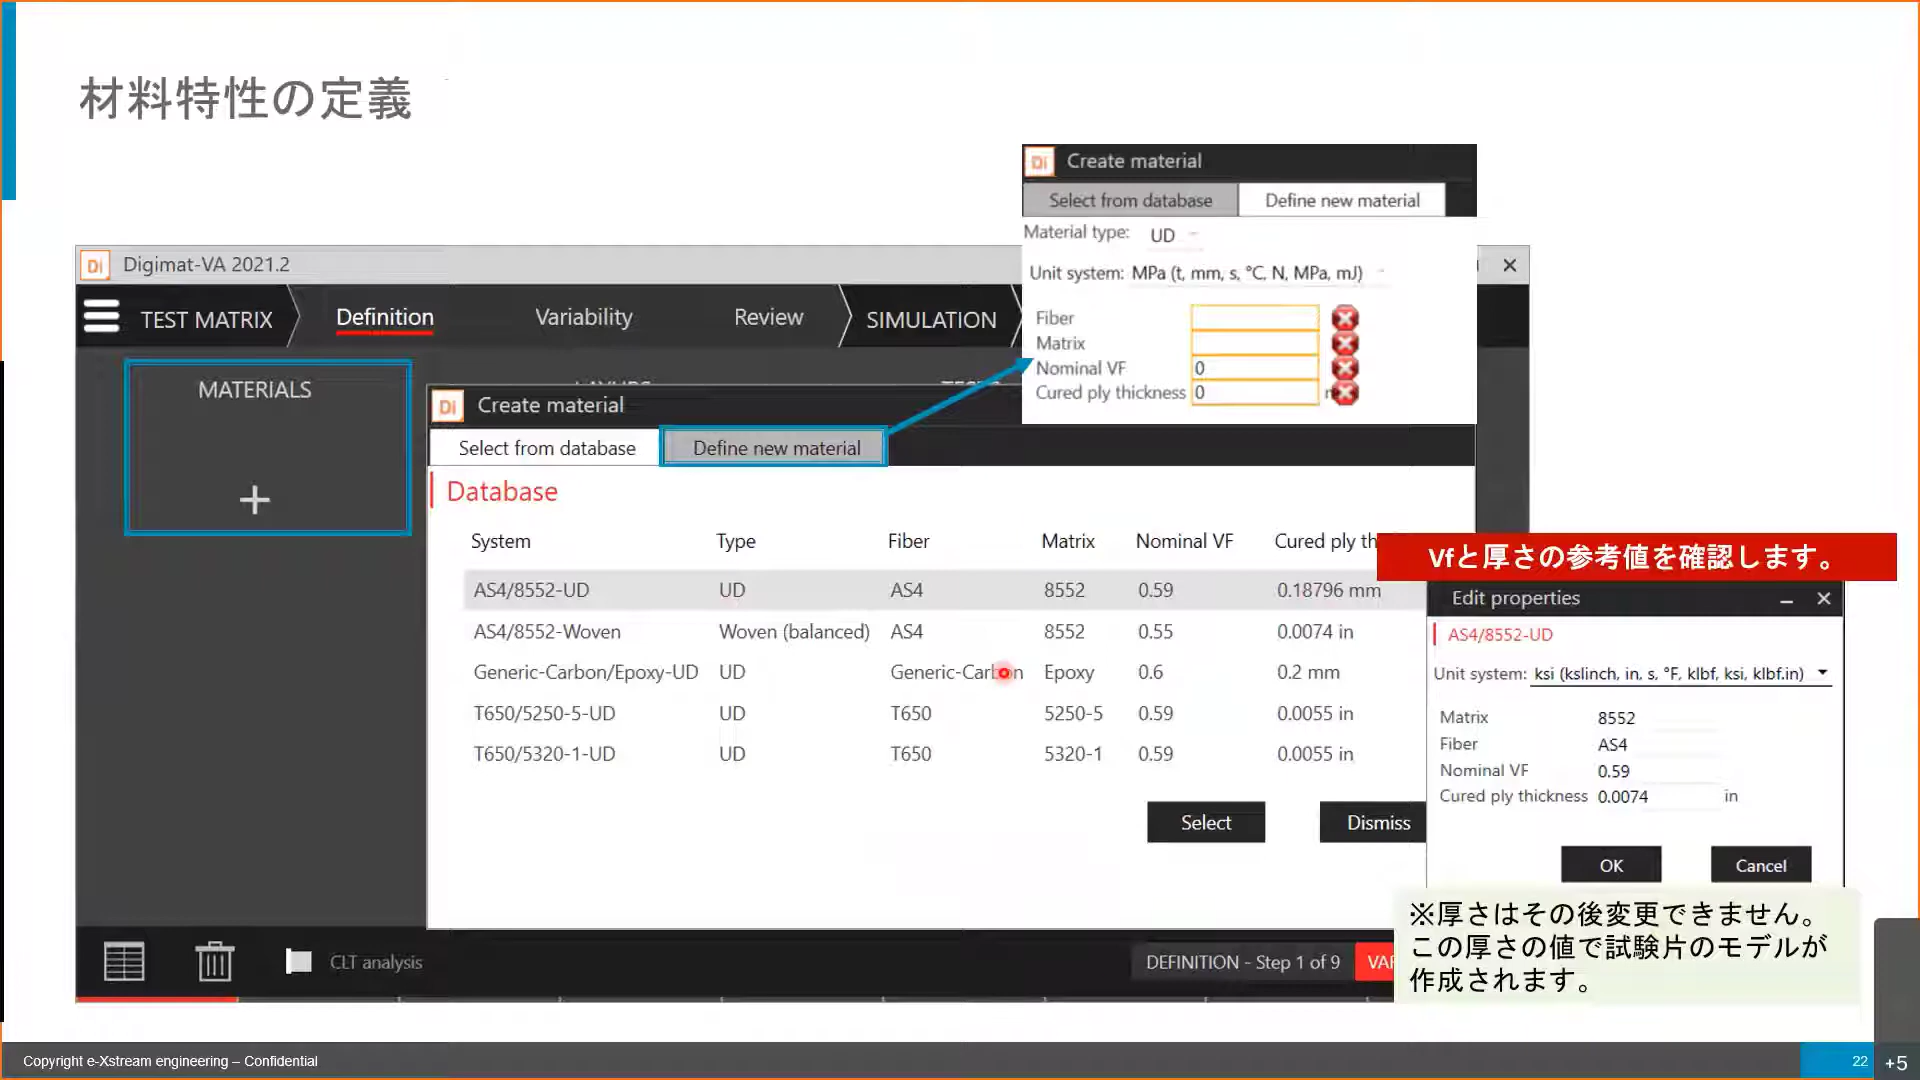 材料特性の定義
Di Create material
Select from database Define new material
Material type: UD
Unit system: MPa (t, mm, s, °C, N, MPa, mJ)
Fiber
Matrix
Nominal VF 0
Cured ply thickness 0
Di Digimat-VA 2021.2
TEST MATRIX Definition Variability Review SIMULATION
MATERIALS
+
Di Create material
Select from database Define new material
Database
System Type Fiber Matrix Nominal VF Cured ply th
AS4/8552-UD UD AS4 8552 0.59 0.18796 mm
AS4/8552-Woven Woven (balanced) AS4 8552 0.55 0.0074 in
Generic-Carbon/Epoxy-UD UD Generic-Carbon Epoxy 0.6 0.2 mm
T650/5250-5-UD UD T650 5250-5 0.59 0.0055 in
T650/5320-1-UD UD T650 5320-1 0.59 0.0055 in
Select Dismiss
Vfと厚さの参考値を確認します。
Edit properties
AS4/8552-UD
Unit system: ksi (kslinch, in, s, °F, klbf, ksi, klbf.in)
Matrix 8552
Fiber AS4
Nominal VF 0.59
Cured ply thickness 0.0074 in
OK Cancel
※厚さはその後変更できません。
この厚さの値で試験片のモデルが
作成されます。
CLT analysis
DEFINITION - Step 1 of 9 VAR
Copyright e-Xstream engineering – Confidential
22
+5